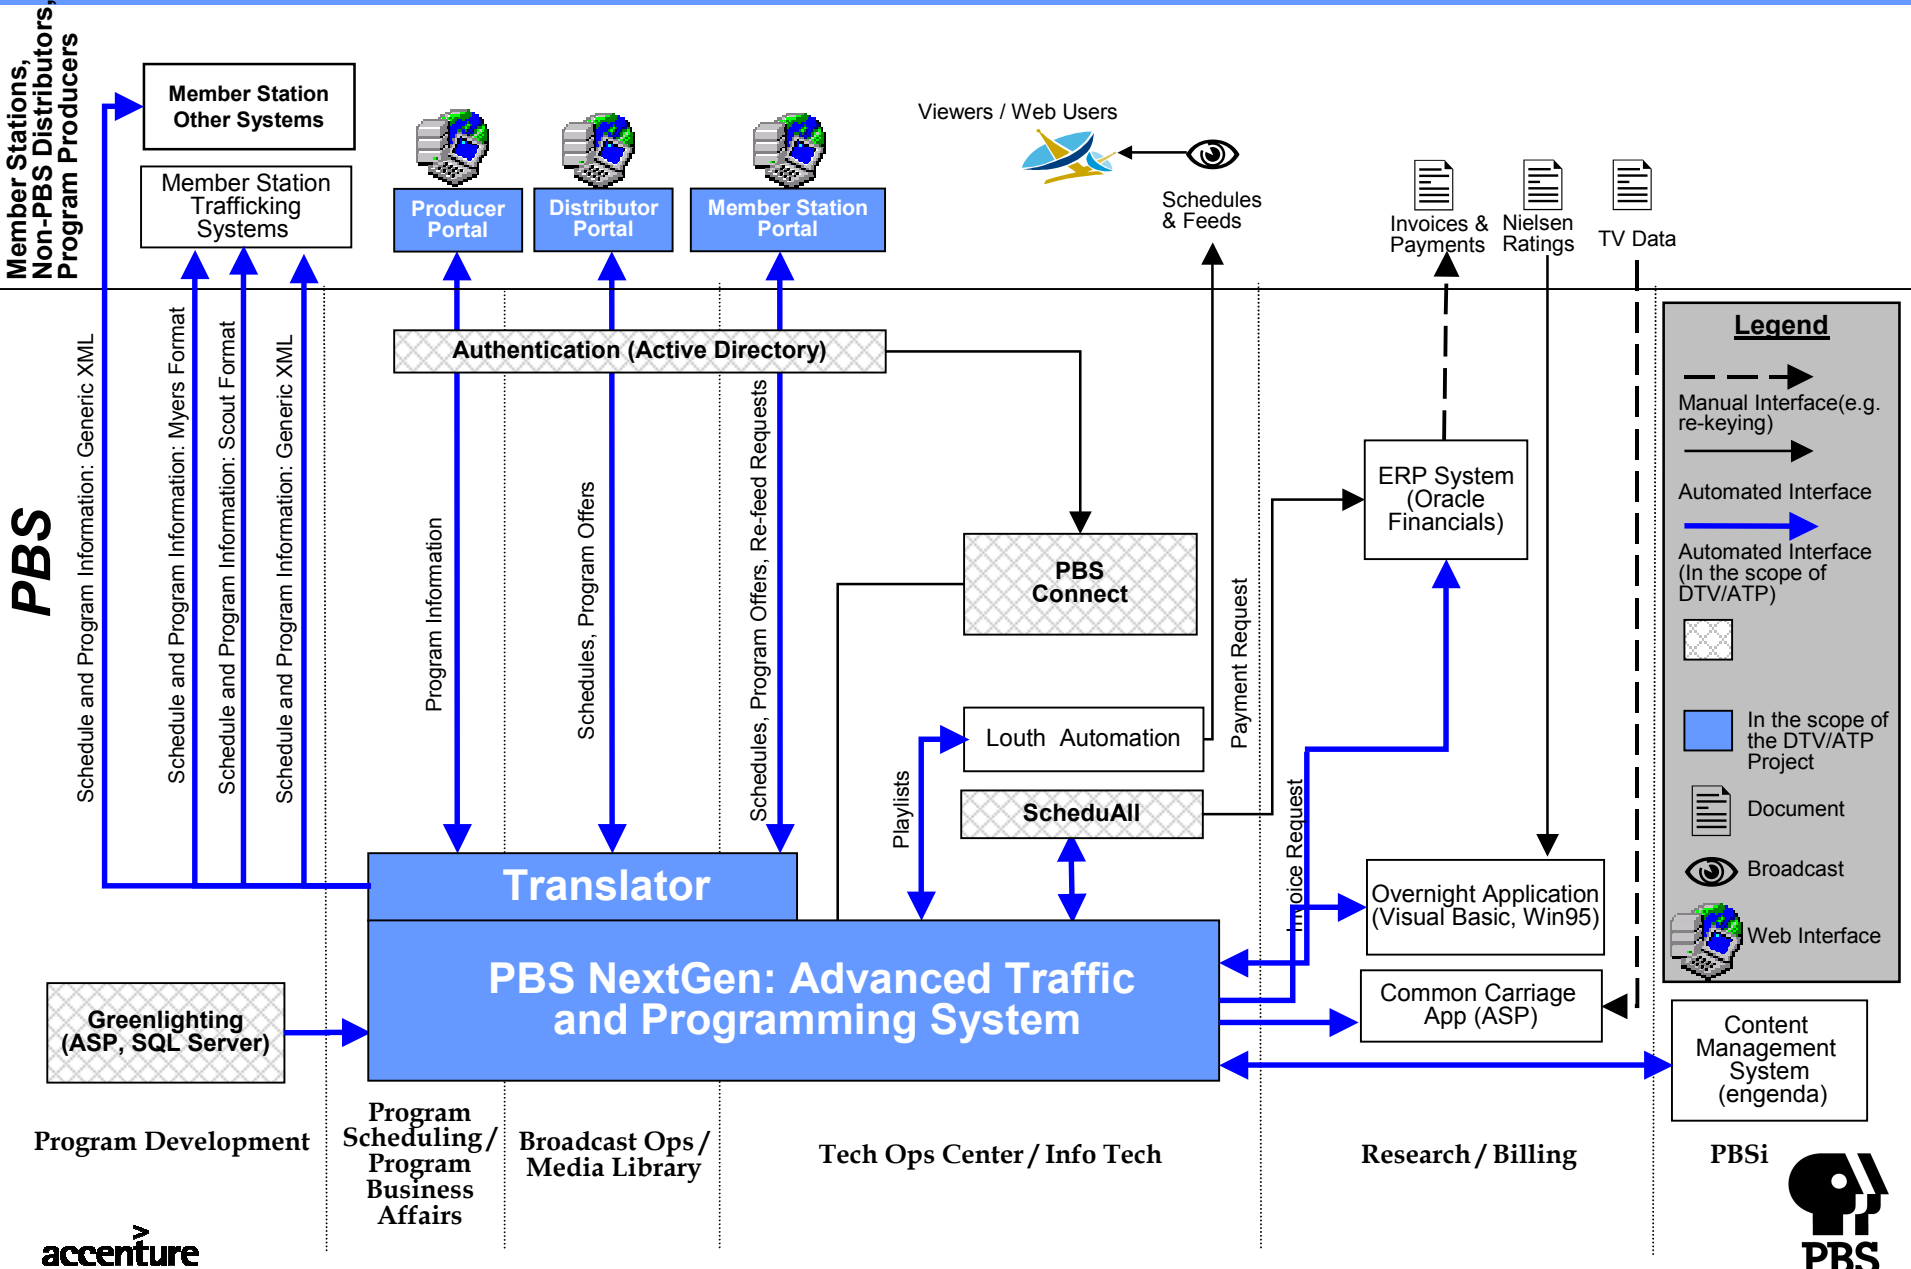 Member Stations,
Non-PBS Distributors,
Program Producers
Member Station
Other Systems
Member Station
Trafficking
Systems
Producer
Portal
Distributor
Portal
Member Station
Portal
Viewers / Web Users
Schedules
& Feeds
Invoices &
Payments
Nielsen
Ratings
TV Data
PBS
Schedule and Program Information: Generic XML
Schedule and Program Information: Myers Format
Schedule and Program Information: Scout Format
Schedule and Program Information: Generic XML
Authentication (Active Directory)
Program Information
Schedules, Program Offers
Schedules, Program Offers, Re-feed Requests
PBS
Connect
ERP System
(Oracle
Financials)
Payment Request
Louth Automation
Playlists
ScheduAll
Invoice Request
Translator
PBS NextGen: Advanced Traffic
and Programming System
Greenlighting
(ASP, SQL Server)
Overnight Application
(Visual Basic, Win95)
Common Carriage
App (ASP)
Content
Management
System
(engenda)
Legend
Manual Interface(e.g.
re-keying)
Automated Interface
Automated Interface
(In the scope of
DTV/ATP)
In the scope of
the DTV/ATP
Project
Document
Broadcast
Web Interface
Program Development
Program
Scheduling /
Program
Business
Affairs
Broadcast Ops /
Media Library
Tech Ops Center / Info Tech
Research / Billing
PBSi
accenture
PBS